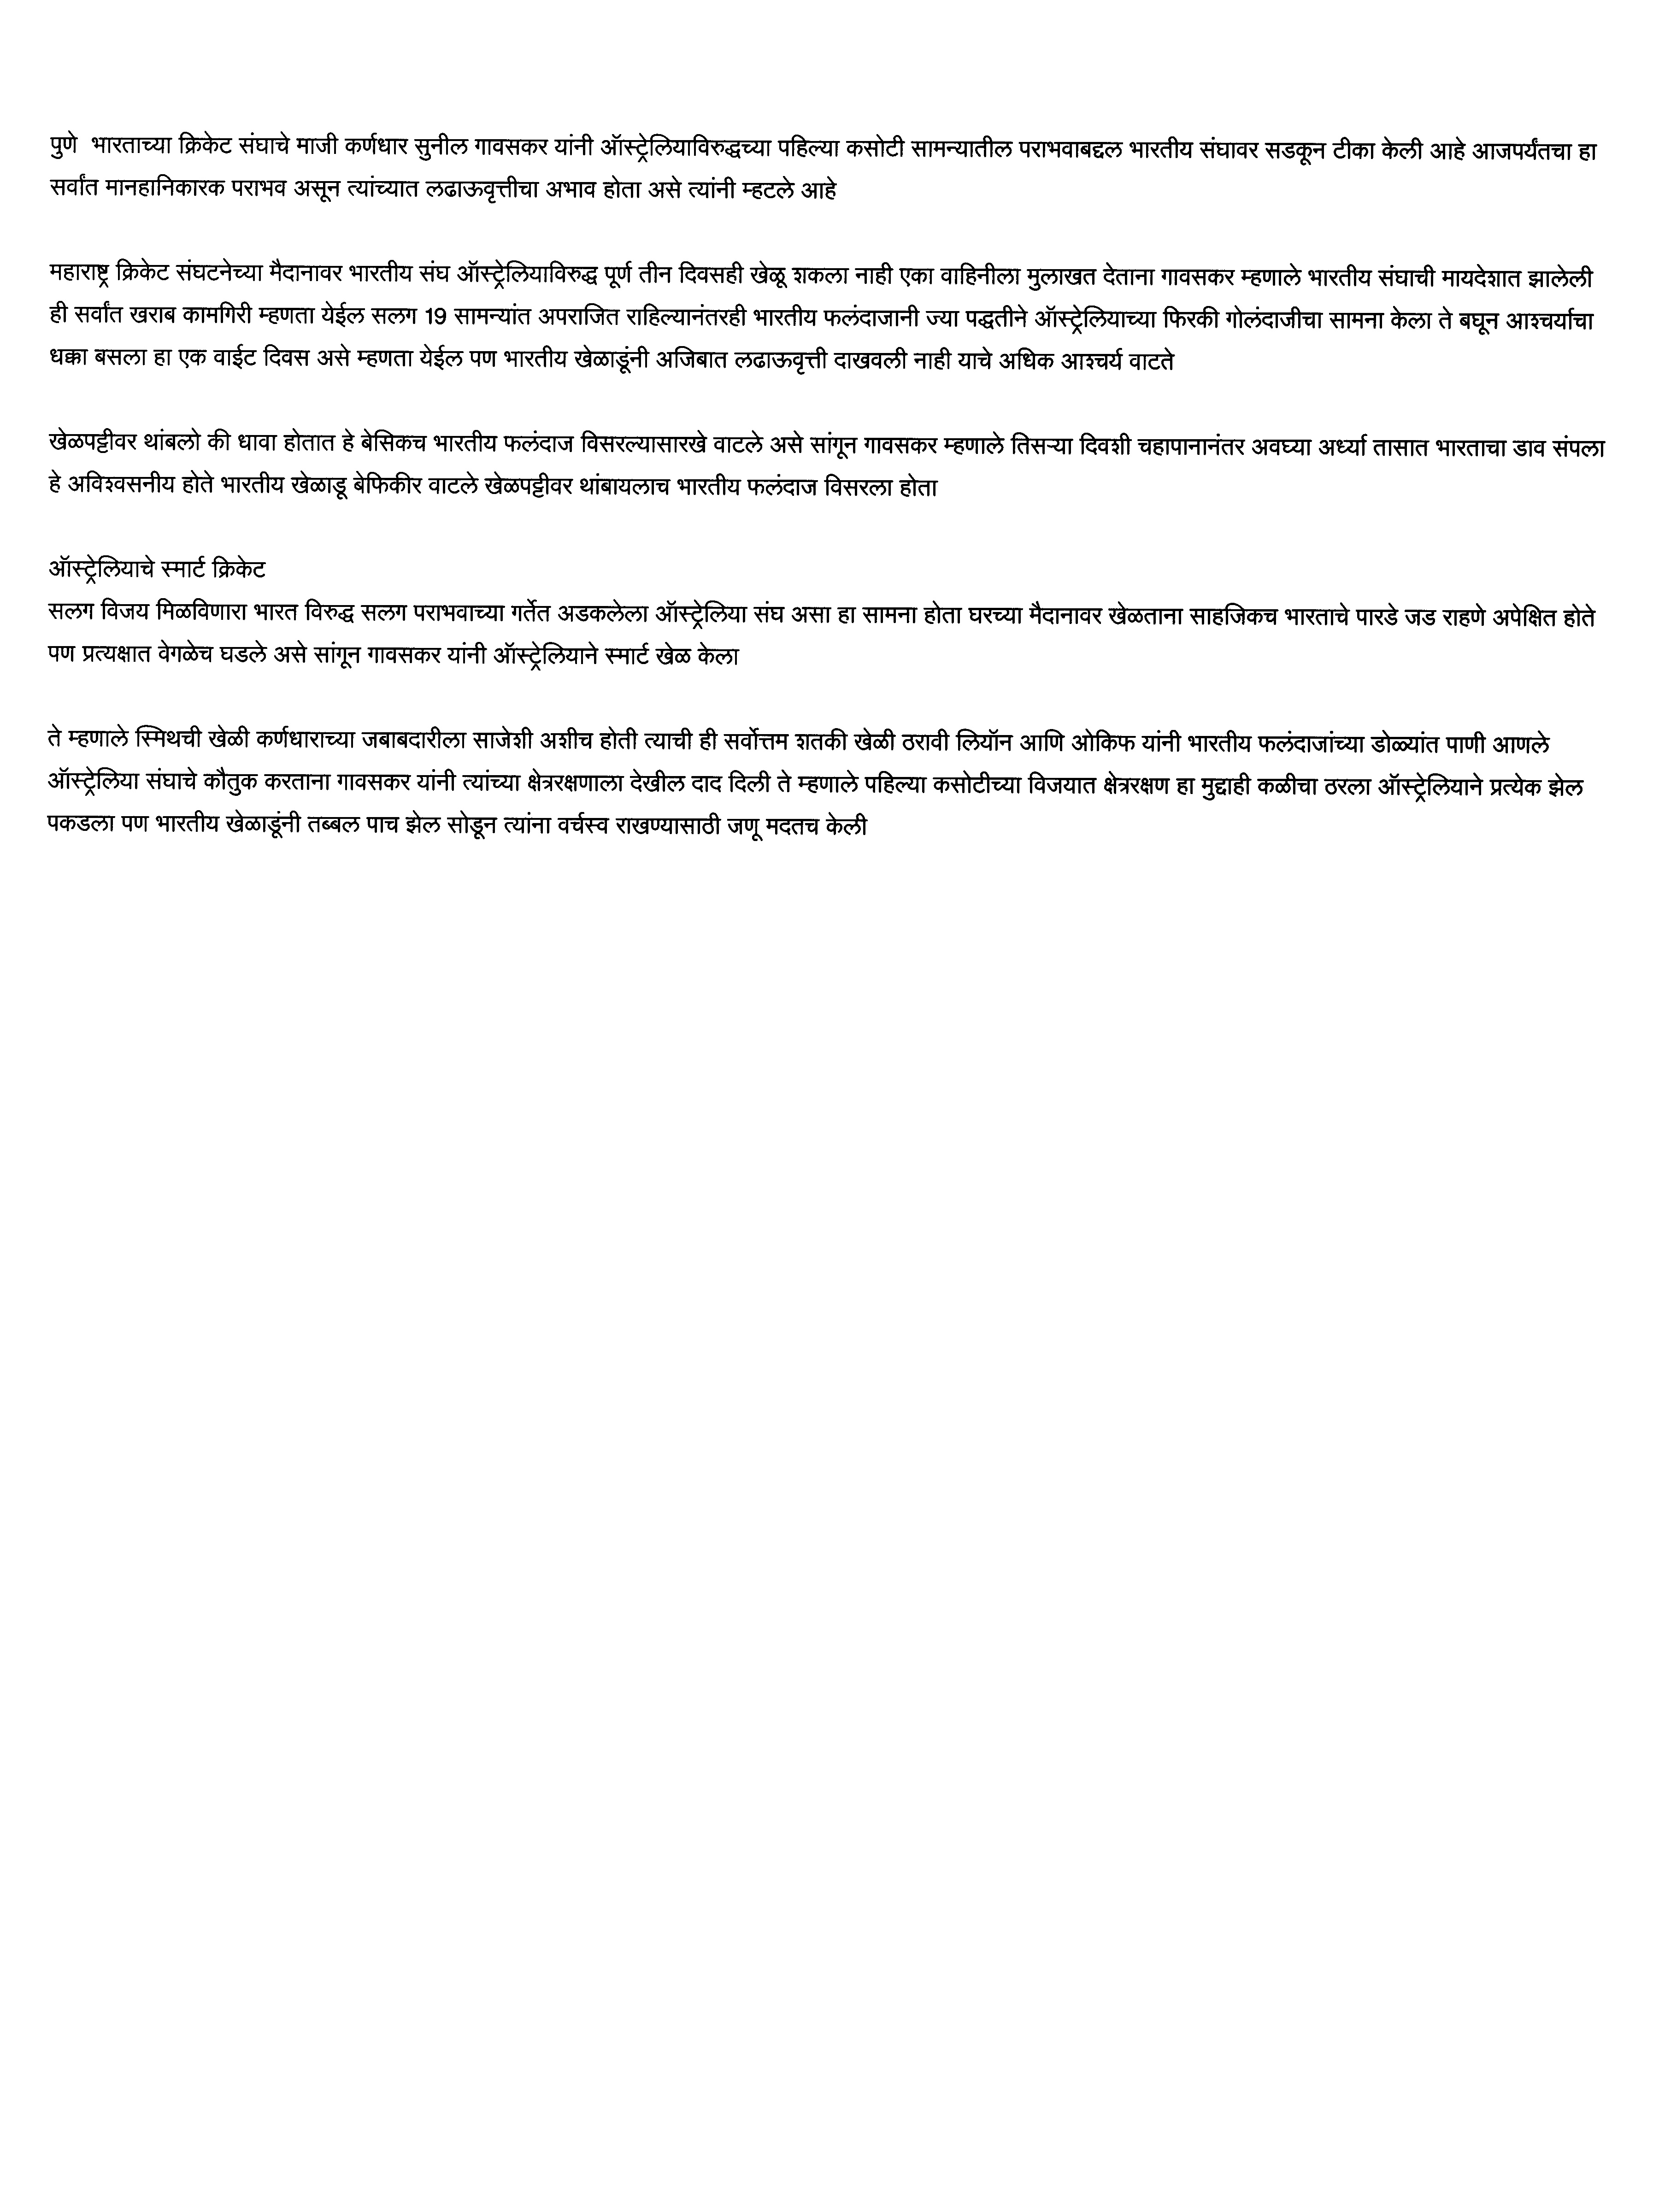 पुणे  भारताच्या क्रिकेट संघाचे माजी कर्णधार सुनील गावसकर यांनी ऑस्ट्रेलियाविरुद्धच्या पहिल्या कसोटी सामन्यातील पराभवाबद्दल भारतीय संघावर सडकून टीका केली आहे आजपर्यंतचा हा
सर्वांत मानहानिकारक पराभव असून त्यांच्यात लढाऊवृत्तीचा अभाव होता असे त्यांनी म्हटले आहे

महाराष्ट्र क्रिकेट संघटनेच्या मैदानावर भारतीय संघ ऑस्ट्रेलियाविरुद्ध पूर्ण तीन दिवसही खेळू शकला नाही एका वाहिनीला मुलाखत देताना गावसकर म्हणाले भारतीय संघाची मायदेशात झालेली
ही सर्वांत खराब कामगिरी म्हणता येईल सलग 19 सामन्यांत अपराजित राहिल्यानंतरही भारतीय फलंदाजानी ज्या पद्धतीने ऑस्ट्रेलियाच्या फिरकी गोलंदाजीचा सामना केला ते बघून आश्‍चर्याचा
धक्का बसला हा एक वाईट दिवस असे म्हणता येईल पण भारतीय खेळाडूंनी अजिबात लढाऊवृत्ती दाखवली नाही याचे अधिक आश्‍चर्य वाटते

खेळपट्टीवर थांबलो की धावा होतात हे बेसिकच भारतीय फलंदाज विसरल्यासारखे वाटले असे सांगून गावसकर म्हणाले तिसऱ्या दिवशी चहापानानंतर अवघ्या अर्ध्या तासात भारताचा डाव संपला
हे अविश्‍वसनीय होते भारतीय खेळाडू बेफिकीर वाटले खेळपट्टीवर थांबायलाच भारतीय फलंदाज विसरला होता

ऑस्ट्रेलियाचे स्मार्ट क्रिकेट
सलग विजय मिळविणारा भारत विरुद्ध सलग पराभवाच्या गर्तेत अडकलेला ऑस्ट्रेलिया संघ असा हा सामना होता घरच्या मैदानावर खेळताना साहजिकच भारताचे पारडे जड राहणे अपेक्षित होते
पण प्रत्यक्षात वेगळेच घडले असे सांगून गावसकर यांनी ऑस्ट्रेलियाने स्मार्ट खेळ केला

ते म्हणाले स्मिथची खेळी कर्णधाराच्या जबाबदारीला साजेशी अशीच होती त्याची ही सर्वोत्तम शतकी खेळी ठरावी लियॉन आणि ओकिफ यांनी भारतीय फलंदाजांच्या डोळ्यांत पाणी आणले
ऑस्ट्रेलिया संघाचे कौतुक करताना गावसकर यांनी त्यांच्या क्षेत्ररक्षणाला देखील दाद दिली ते म्हणाले पहिल्या कसोटीच्या विजयात क्षेत्ररक्षण हा मुद्दाही कळीचा ठरला ऑस्ट्रेलियाने प्रत्येक झेल
पकडला पण भारतीय खेळाडूंनी तब्बल पाच झेल सोडून त्यांना वर्चस्व राखण्यासाठी जणू मदतच केली